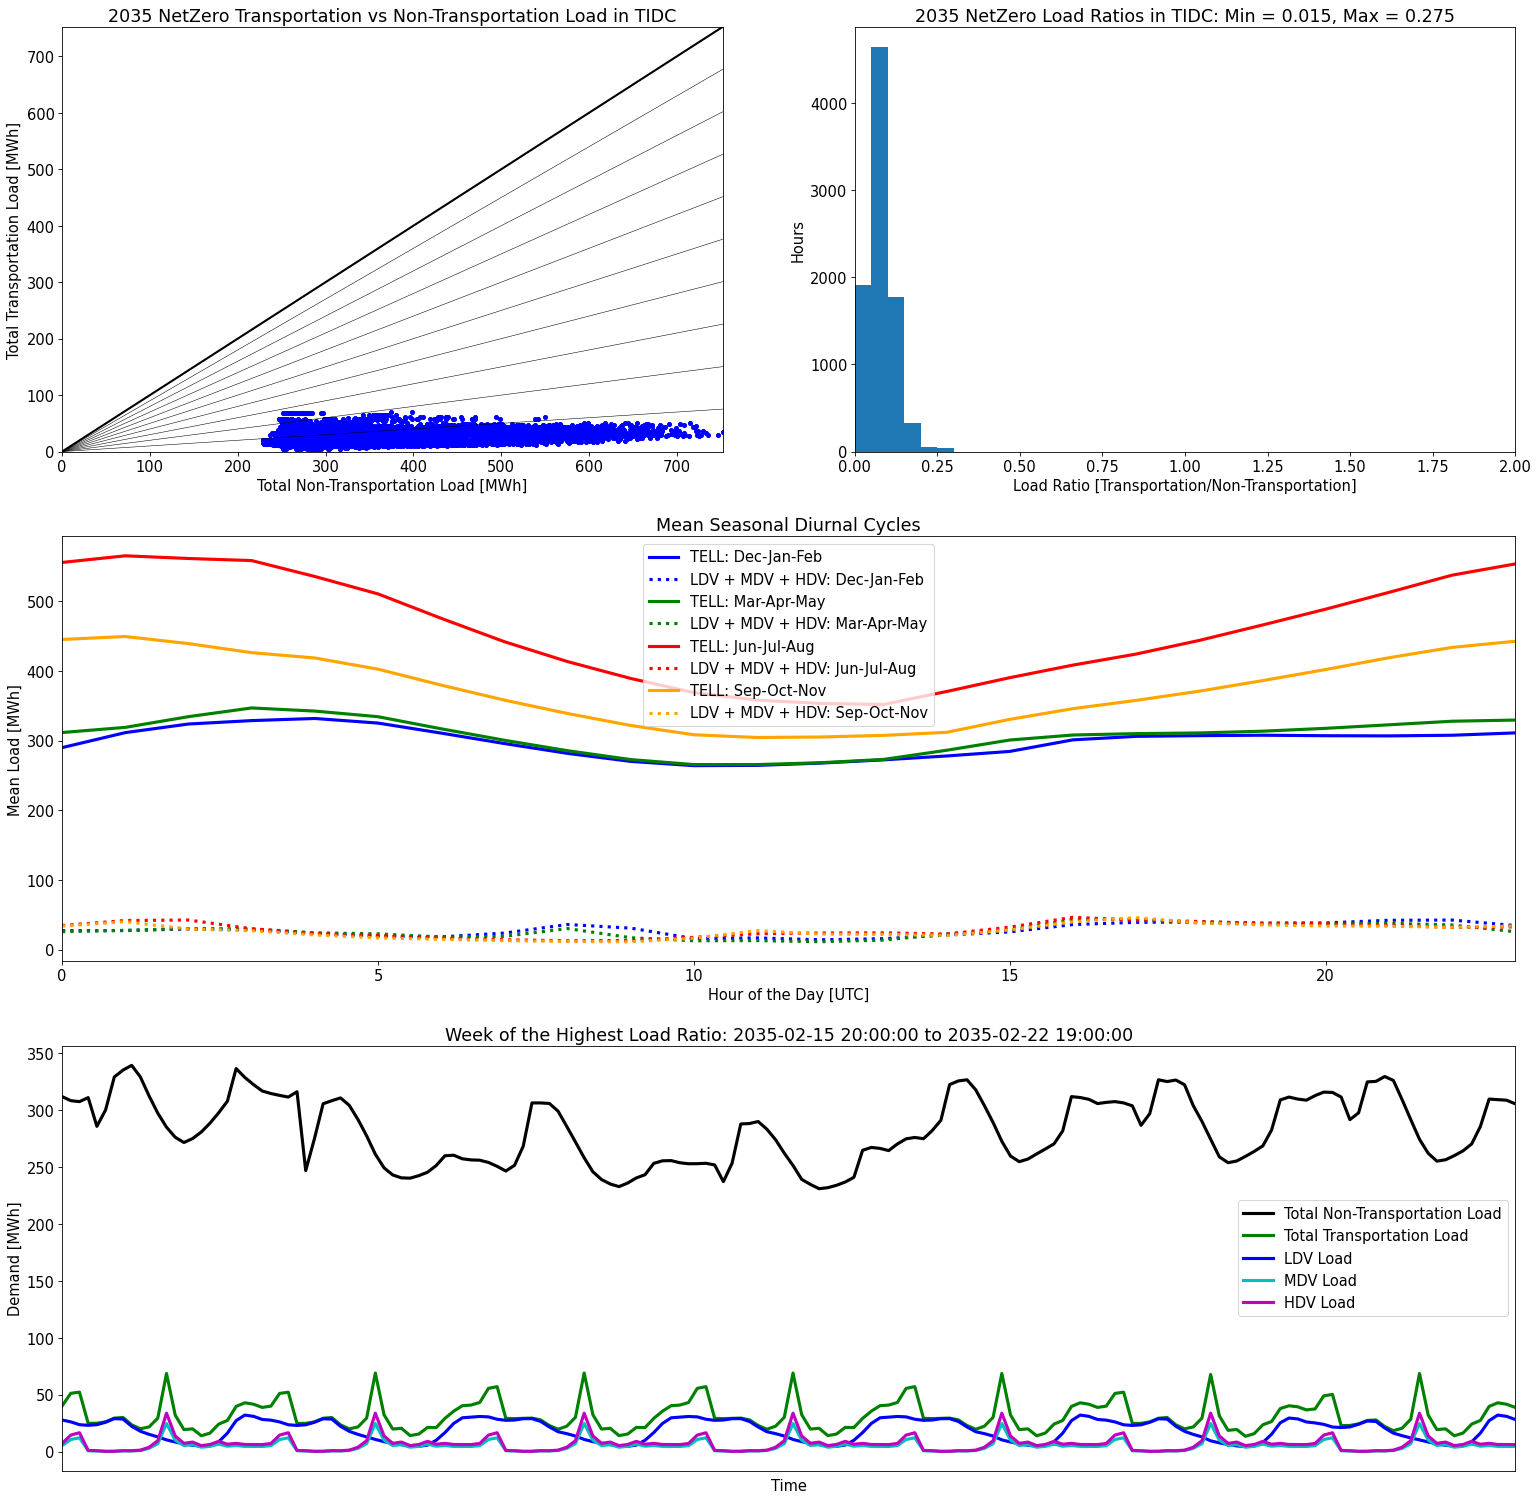 2035 NetZero Transportation vs Non-Transportation Load in TIDC
Total Transportation Load [MWh]
700
600
500
400
300
200
100
0
0 100 200 300 400 500 600 700
Total Non-Transportation Load [MWh]
2035 NetZero Load Ratios in TIDC: Min = 0.015, Max = 0.275
Hours
4000
3000
2000
1000
0
0.00 0.25 0.50 0.75 1.00 1.25 1.50 1.75 2.00
Load Ratio [Transportation/Non-Transportation]
Mean Seasonal Diurnal Cycles
Mean Load [MWh]
500
400
300
200
100
0
TELL: Dec-Jan-Feb
LDV + MDV + HDV: Dec-Jan-Feb
TELL: Mar-Apr-May
LDV + MDV + HDV: Mar-Apr-May
TELL: Jun-Jul-Aug
LDV + MDV + HDV: Jun-Jul-Aug
TELL: Sep-Oct-Nov
LDV + MDV + HDV: Sep-Oct-Nov
0 5 10 15 20
Hour of the Day [UTC]
Week of the Highest Load Ratio: 2035-02-15 20:00:00 to 2035-02-22 19:00:00
Demand [MWh]
350
300
250
200
150
100
50
0
Total Non-Transportation Load
Total Transportation Load
LDV Load
MDV Load
HDV Load
Time